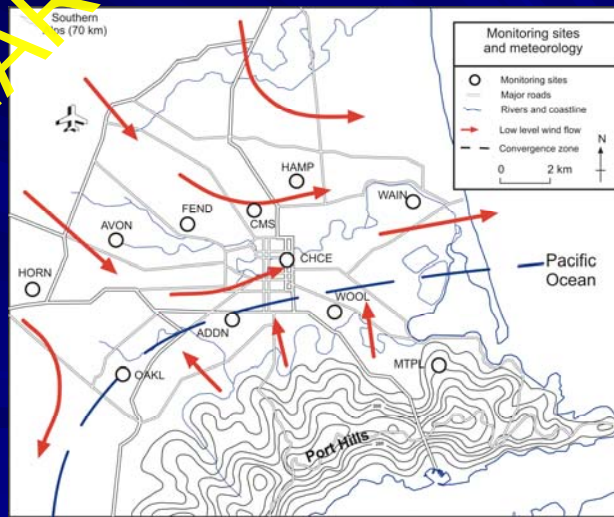 Southern
(70 km)
Monitoring sites
and meteorology
Monitoring sites
Major roads
Rivers and coastline
Low level wind flow
Convergence zone
N
0 2 km
HAMP
WAIN
FEND
CMS
AVON
CHCE
HORN
Pacific
Ocean
WOOL
ADDN
MTPL
OAKL
Port Hills